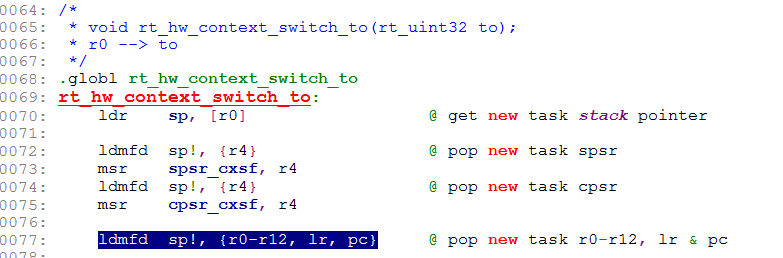 0064: /*
0065:  * void rt_hw_context_switch_to(rt_uint32 to);
0066:  * r0 --> to
0067:  */
0068: .globl rt_hw_context_switch_to
0069: rt_hw_context_switch_to:
0070: ldr sp, [r0] @ get new task stack pointer
0071:
0072: ldmfd sp!, {r4} @ pop new task spsr
0073: msr spsr_cxsf, r4
0074: ldmfd sp!, {r4} @ pop new task cpsr
0075: msr cpsr_cxsf, r4
0076:
0077: ldmfd sp!, {r0-r12, lr, pc} @ pop new task r0-r12, lr & pc
0078: